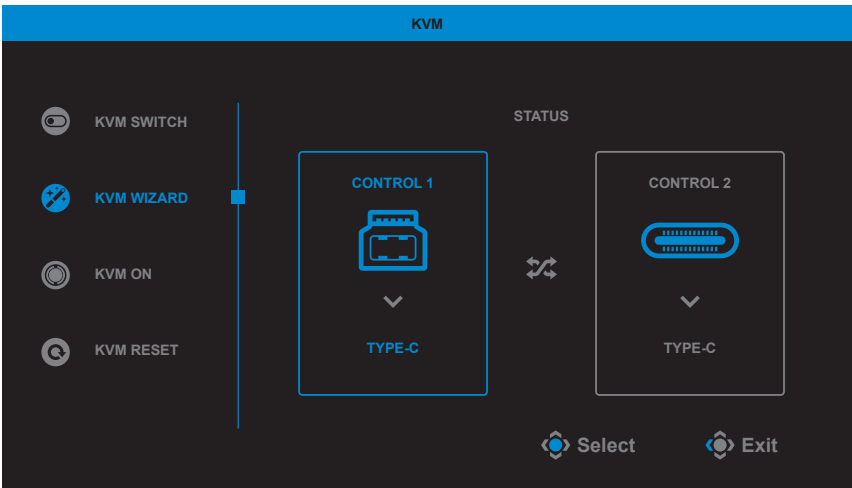 KVM
KVM SWITCH
KVM WIZARD
KVM ON
KVM RESET
STATUS
CONTROL 1
TYPE-C
CONTROL 2
TYPE-C
Select
Exit